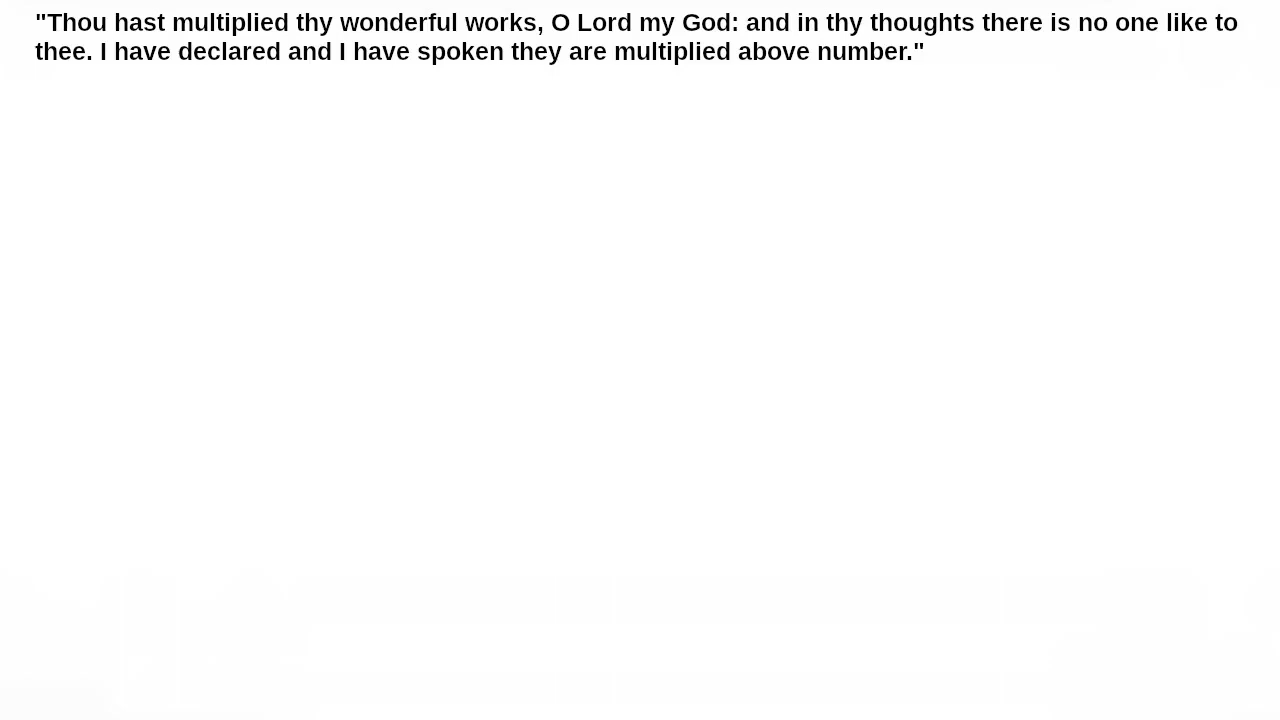 "Thou hast multiplied thy wonderful works, O Lord my God: and in thy thoughts there is no one like to
thee. I have declared and I have spoken they are multiplied above number."